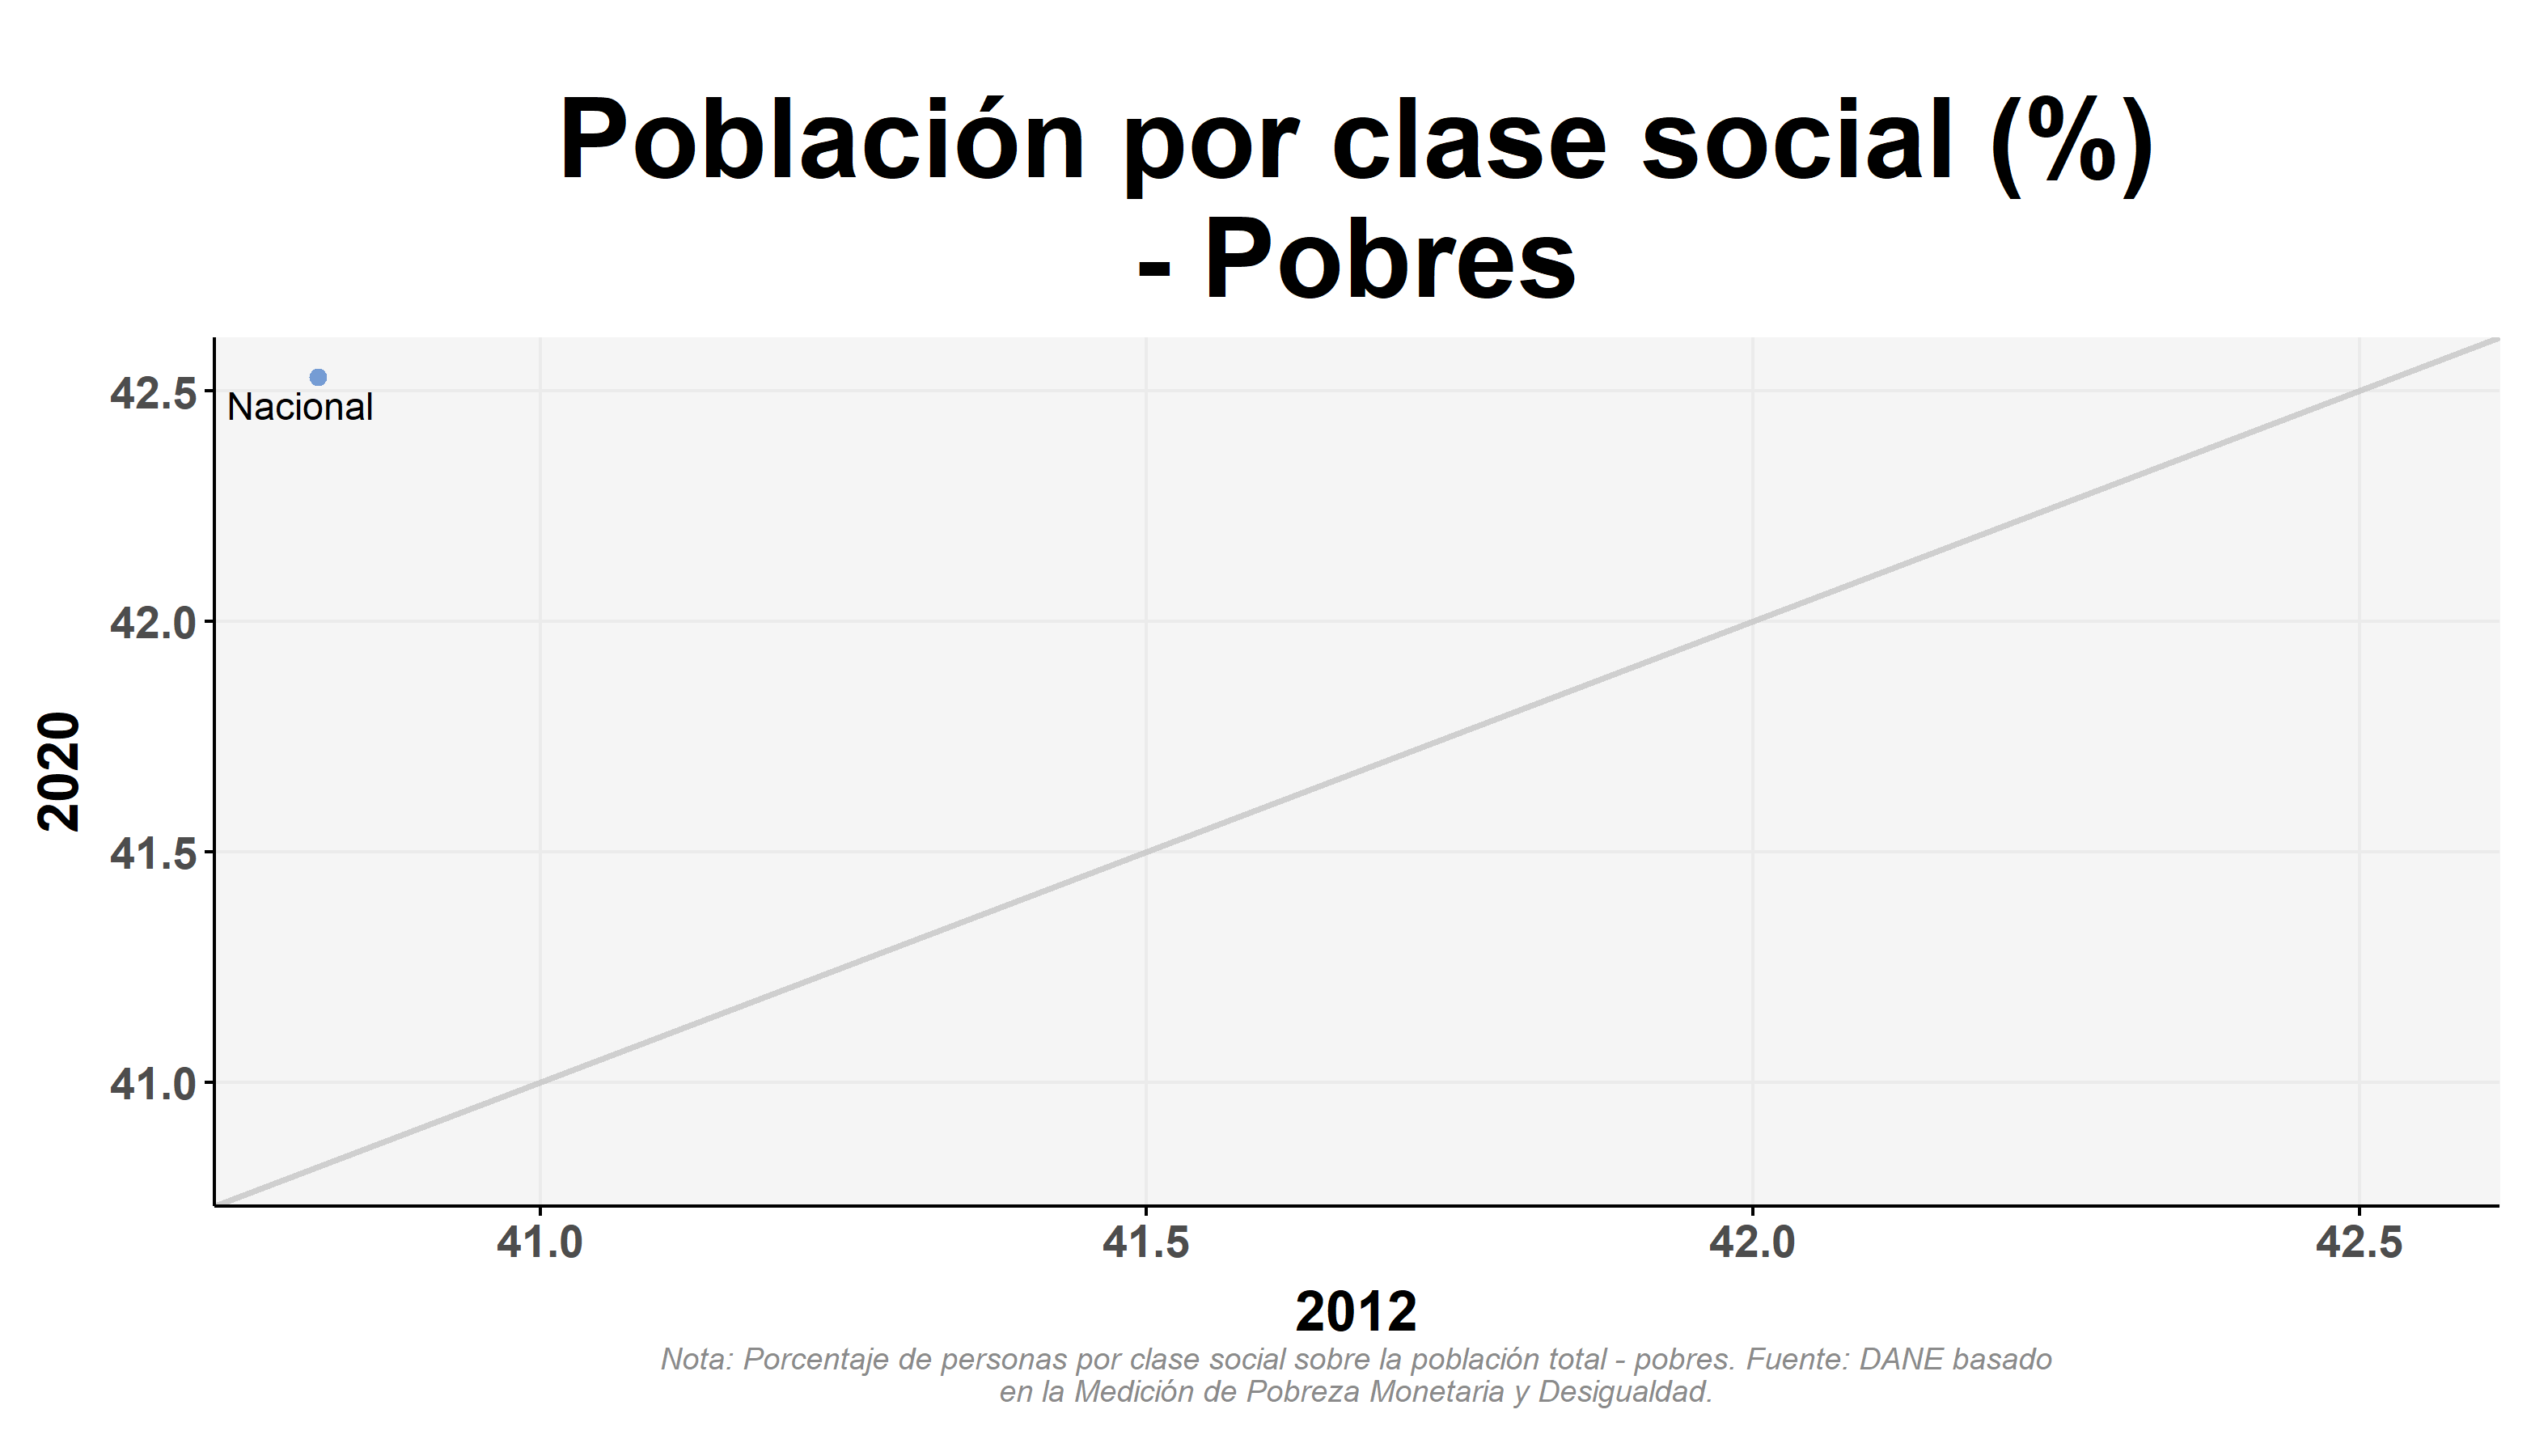 Población por clase social (%)
- Pobres
42.5
Nacional
42.0
2020
41.5
41.0
41.0 41.5 42.0 42.5
2012
Nota: Porcentaje de personas por clase social sobre la población total - pobres. Fuente: DANE basado
en la Medición de Pobreza Monetaria y Desigualdad.